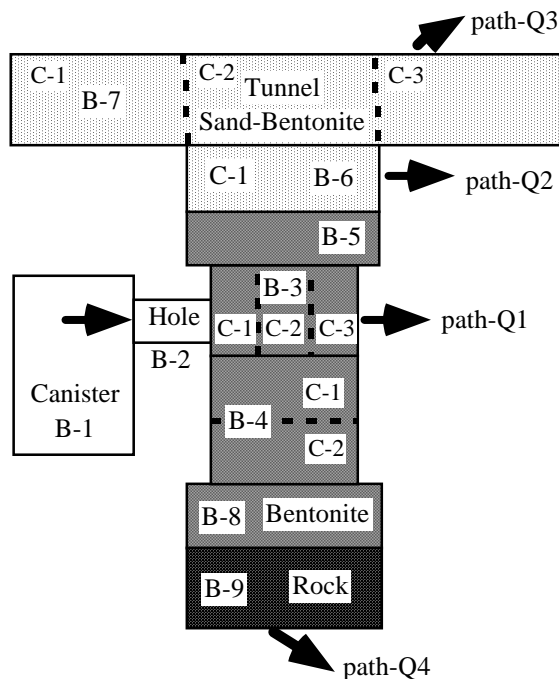 path-Q3
C-1
C-2
C-3
B-7
Tunnel
Sand-Bentonite
C-1
B-6
path-Q2
B-5
B-3
Hole
C-1
C-2
C-3
path-Q1
B-2
Canister
B-1
C-1
B-4
C-2
B-8
Bentonite
B-9
Rock
path-Q4